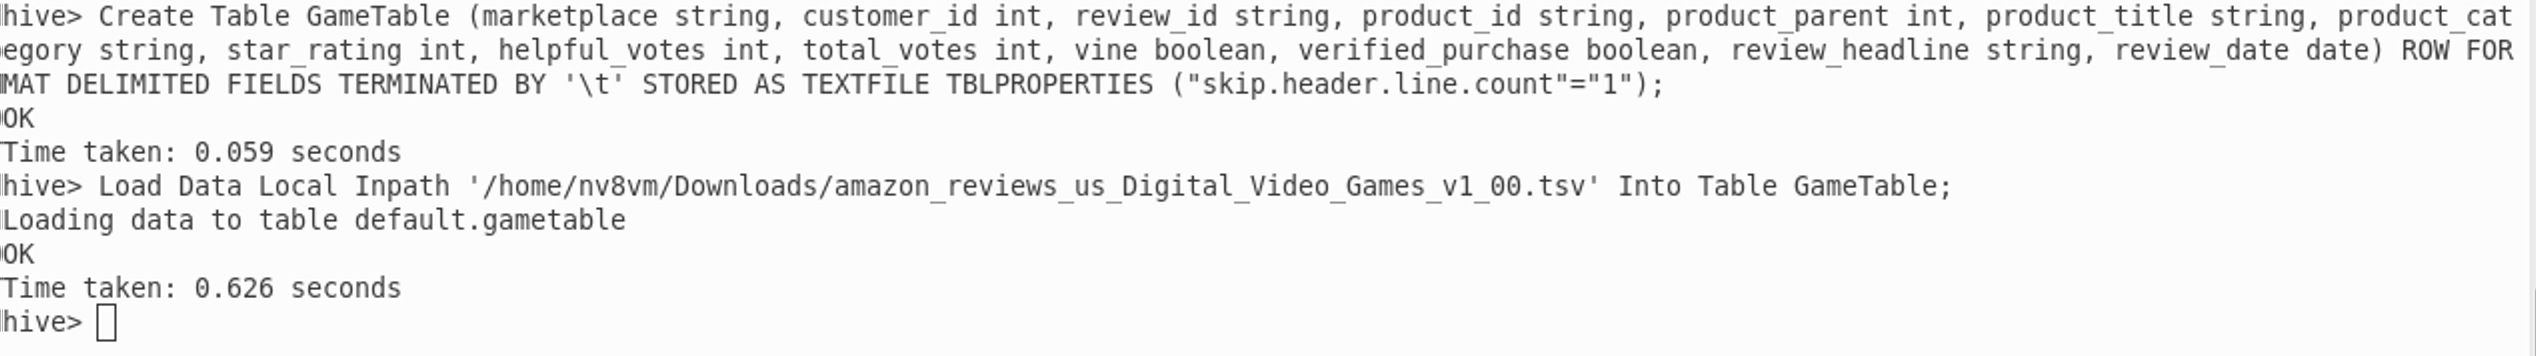 hive> Create Table GameTable (marketplace string, customer_id int, review_id string, product_id string, product_parent int, product_title string, product_cat
egory string, star_rating int, helpful_votes int, total_votes int, vine boolean, verified_purchase boolean, review_headline string, review_date date) ROW FOR
MAT DELIMITED FIELDS TERMINATED BY '\t' STORED AS TEXTFILE TBLPROPERTIES ("skip.header.line.count"="1");
OK
Time taken: 0.059 seconds
hive> Load Data Local Inpath '/home/nv8vm/Downloads/amazon_reviews_us_Digital_Video_Games_v1_00.tsv' Into Table GameTable;
Loading data to table default.gametable
OK
Time taken: 0.626 seconds
hive>